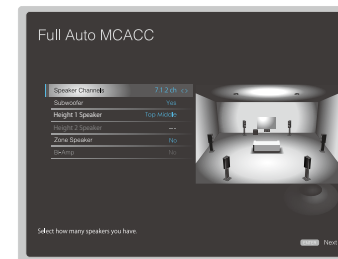 Full Auto MCACC
Speaker Channels 7.1.2 ch <>
Subwoofer Yes
Height 1 Speaker Top Middle
Height 2 Speaker ---
Zone Speaker No
Bi-Amp No
Select how many speakers you have.
ENTER Next